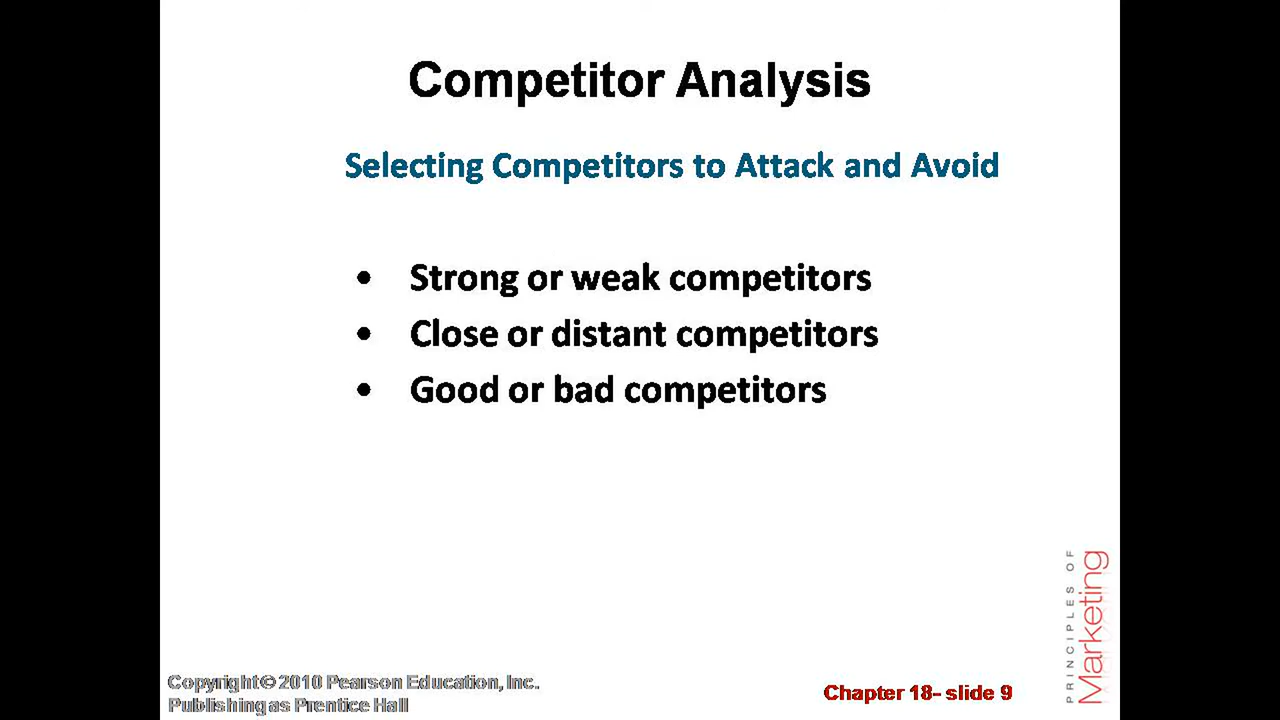 Competitor Analysis
Selecting Competitors to Attack and Avoid
• Strong or weak competitors
• Close or distant competitors
• Good or bad competitors
PRINCIPLES OF
Marketing
Copyright © 2010 Pearson Education, Inc.
Publishing as Prentice Hall
Chapter 18- slide 9